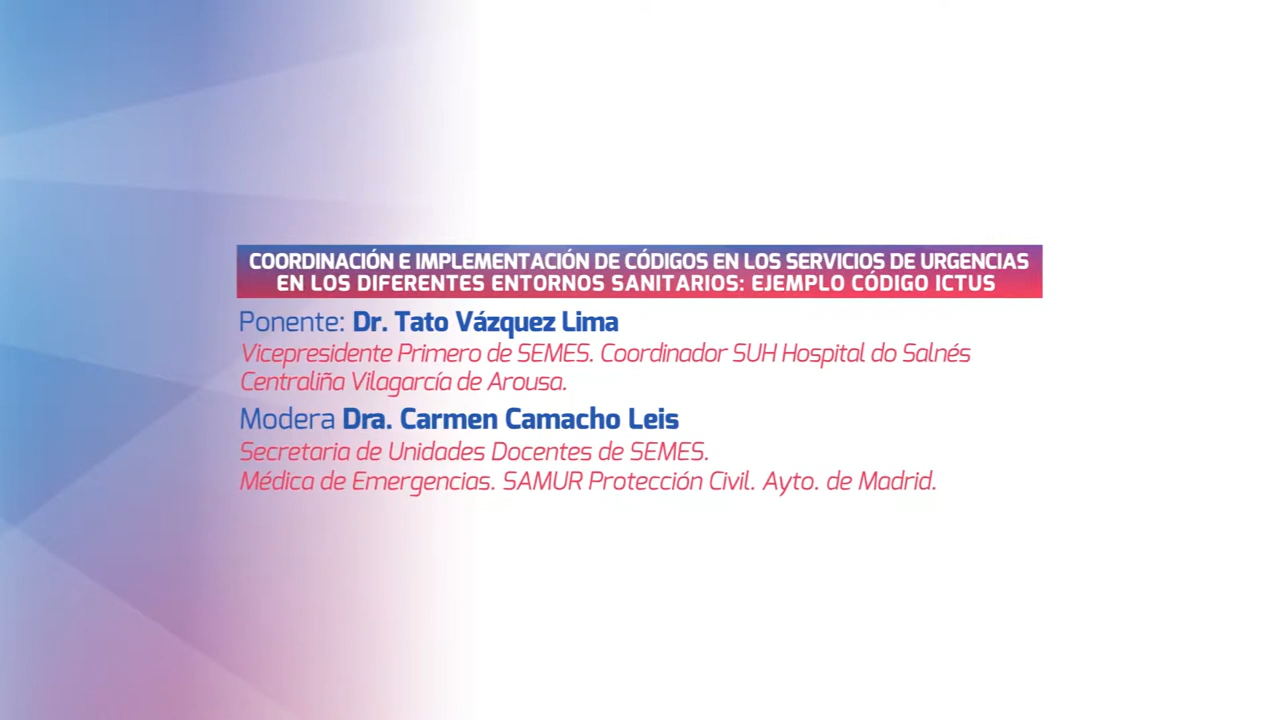 COORDINACIÓN E IMPLEMENTACIÓN DE CÓDIGOS EN LOS SERVICIOS DE URGENCIAS
EN LOS DIFERENTES ENTORNOS SANITARIOS: EJEMPLO CÓDIGO ICTUS
Ponente: Dr. Tato Vázquez Lima
Vicepresidente Primero de SEMES. Coordinador SUH Hospital do Salnés
Centraliña Vilagarcía de Arousa.
Modera Dra. Carmen Camacho Leis
Secretaria de Unidades Docentes de SEMES.
Médica de Emergencias. SAMUR Protección Civil. Ayto. de Madrid.